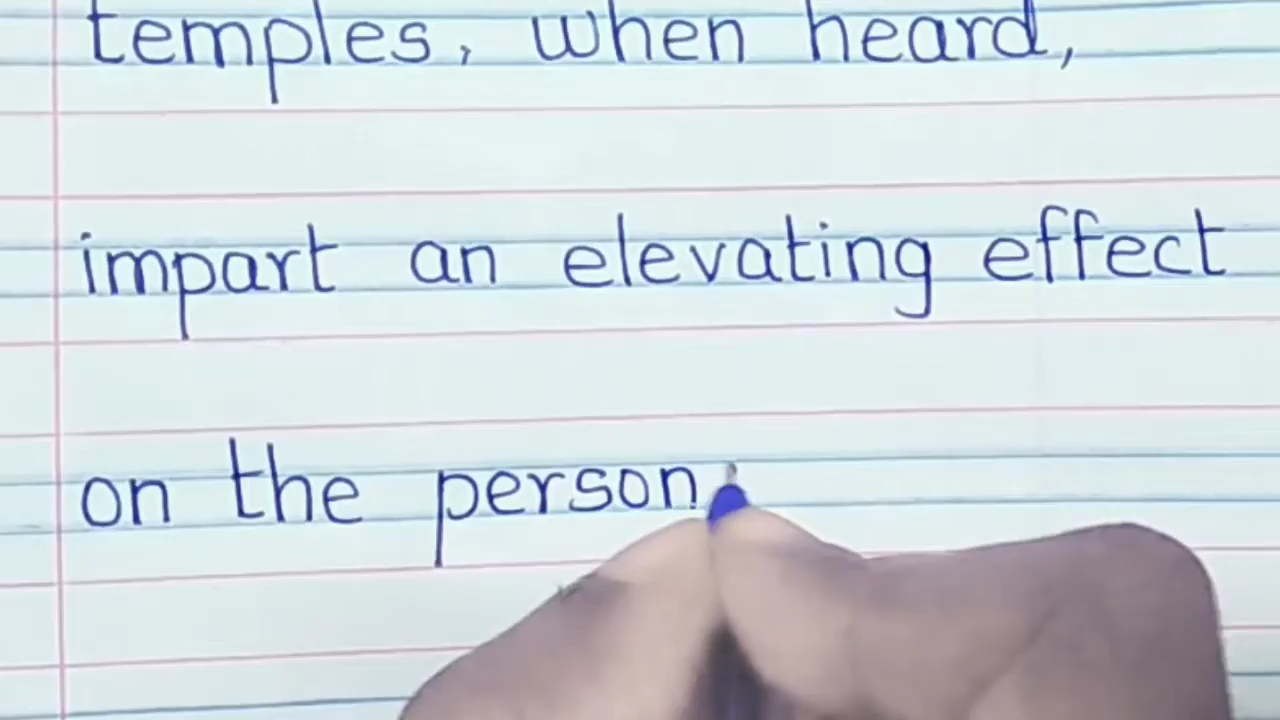 temples, when heard,
impart an elevating effect
on the person